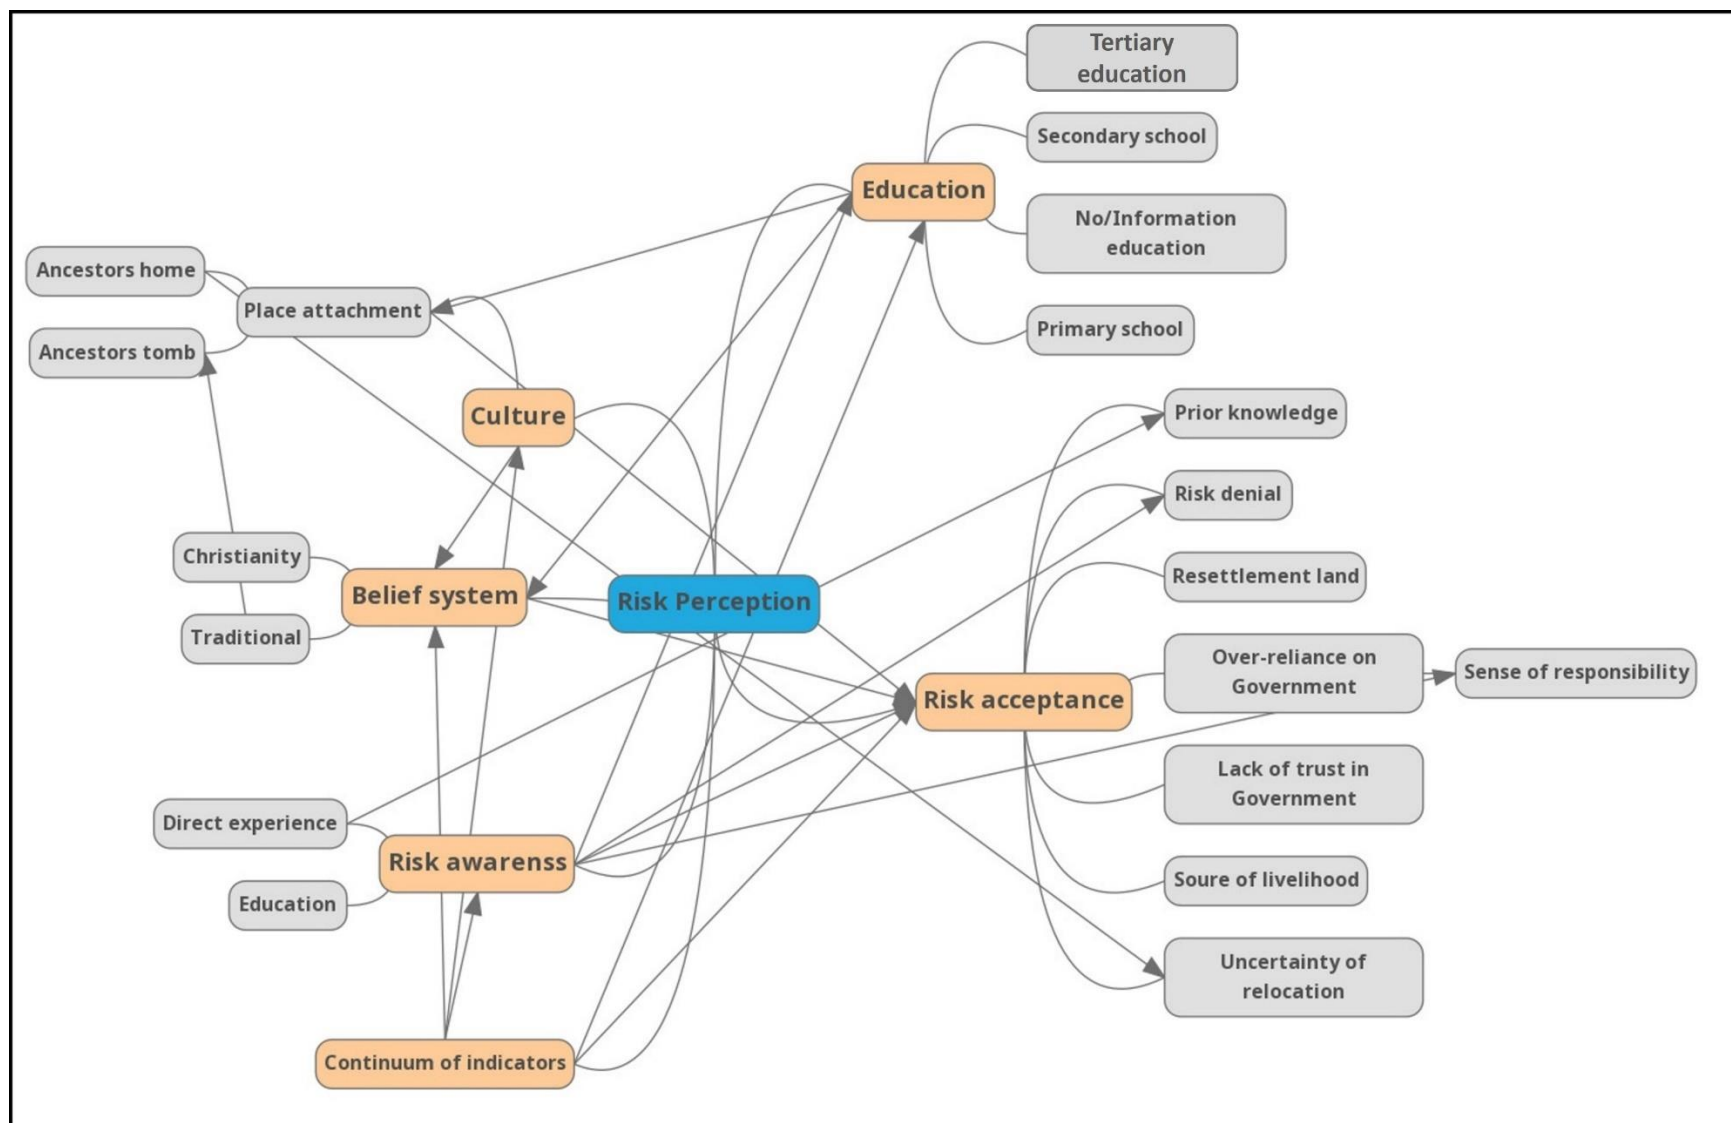 Tertiary
education
Secondary school
Education
No/Information
education
Primary school
Ancestors home
Place attachment
Ancestors tomb
Culture
Prior knowledge
Risk denial
Christianity
Belief system
Risk Perception
Resettlement land
Traditional
Over-reliance on
Government
Sense of responsibility
Risk acceptance
Lack of trust in
Government
Direct experience
Risk awarenss
Education
Soure of livelihood
Uncertainty of
relocation
Continuum of indicators